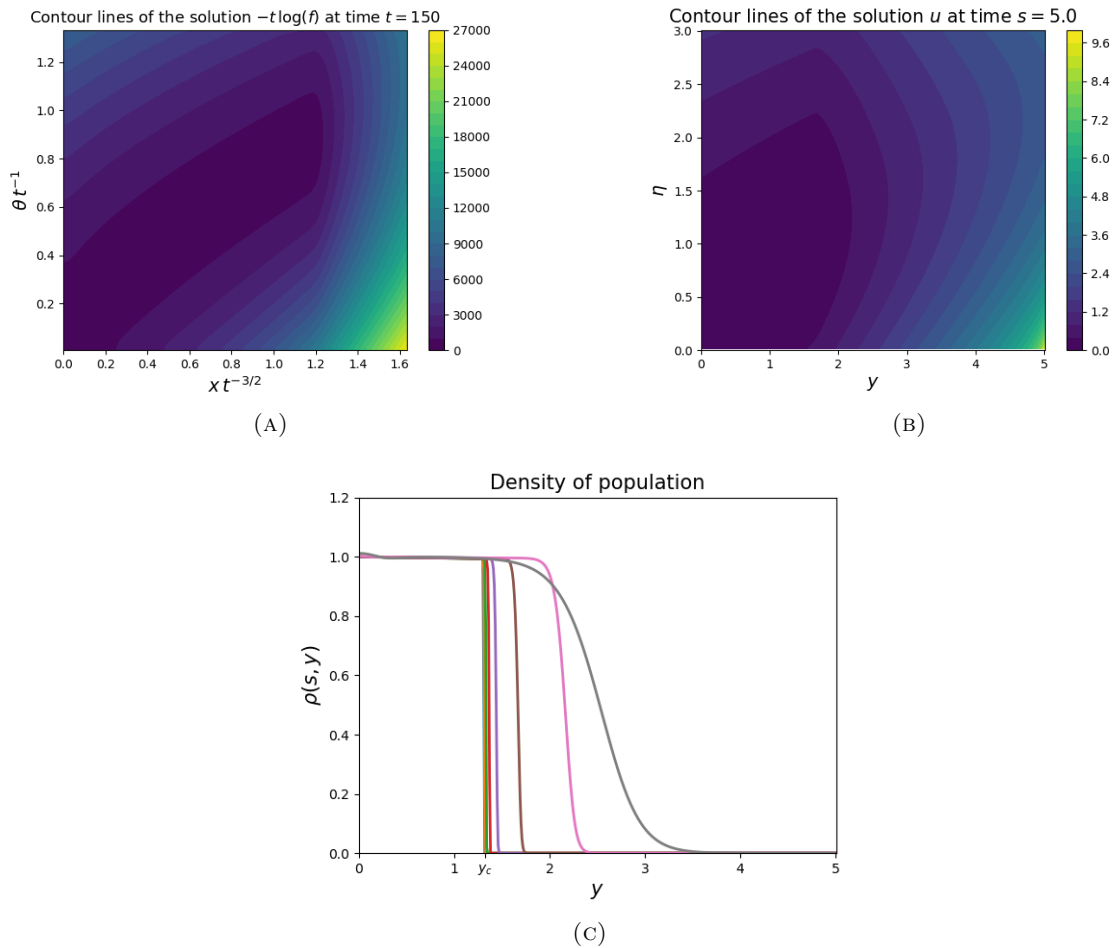 Contour lines of the solution −t log(f) at time t = 150
θ t⁻¹
1.2
1.0
0.8
0.6
0.4
0.2
0.0 0.2 0.4 0.6 0.8 1.0 1.2 1.4 1.6
x t⁻³ᐟ²
27000
24000
21000
18000
15000
12000
9000
6000
3000
0
(A)
Contour lines of the solution u at time s = 5.0
η
3.0
2.5
2.0
1.5
1.0
0.5
0.0
0 1 2 3 4 5
y
9.6
8.4
7.2
6.0
4.8
3.6
2.4
1.2
0.0
(B)
Density of population
ρ(s, y)
1.2
1.0
0.8
0.6
0.4
0.2
0.0
0 1 y_c 2 3 4 5
y
(C)